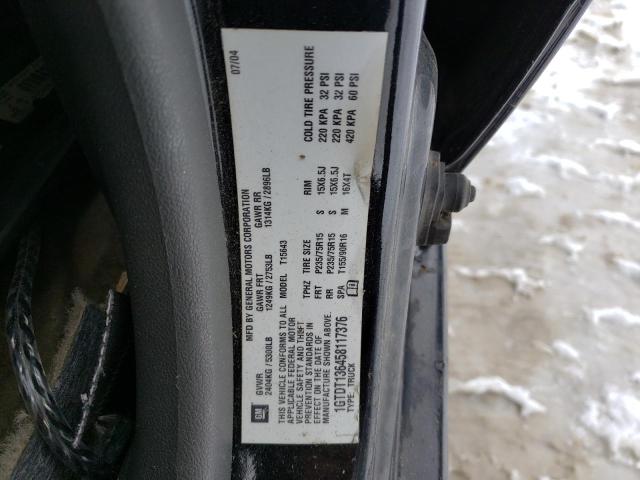 MFD BY GENERAL MOTORS CORPORATION
07/04
GM
GVWR
GAWR FRT
GAWR RR
2404KG / 5300LB
1249KG / 2753LB
1314KG / 2896LB
THIS VEHICLE CONFORMS TO ALL
APPLICABLE FEDERAL MOTOR
VEHICLE SAFETY AND THEFT
PREVENTION STANDARDS IN
EFFECT ON THE DATE OF
MANUFACTURE SHOWN ABOVE.
1GTDT136458117376
TYPE: TRUCK
MODEL T15643
TPHZ TIRE SIZE RIM COLD TIRE PRESSURE
FRT P235/75R15 S 15X6.5J 220 KPA 32 PSI
RR P235/75R15 S 15X6.5J 220 KPA 32 PSI
SPA T155/90R16 M 16X4T 420 KPA 60 PSI